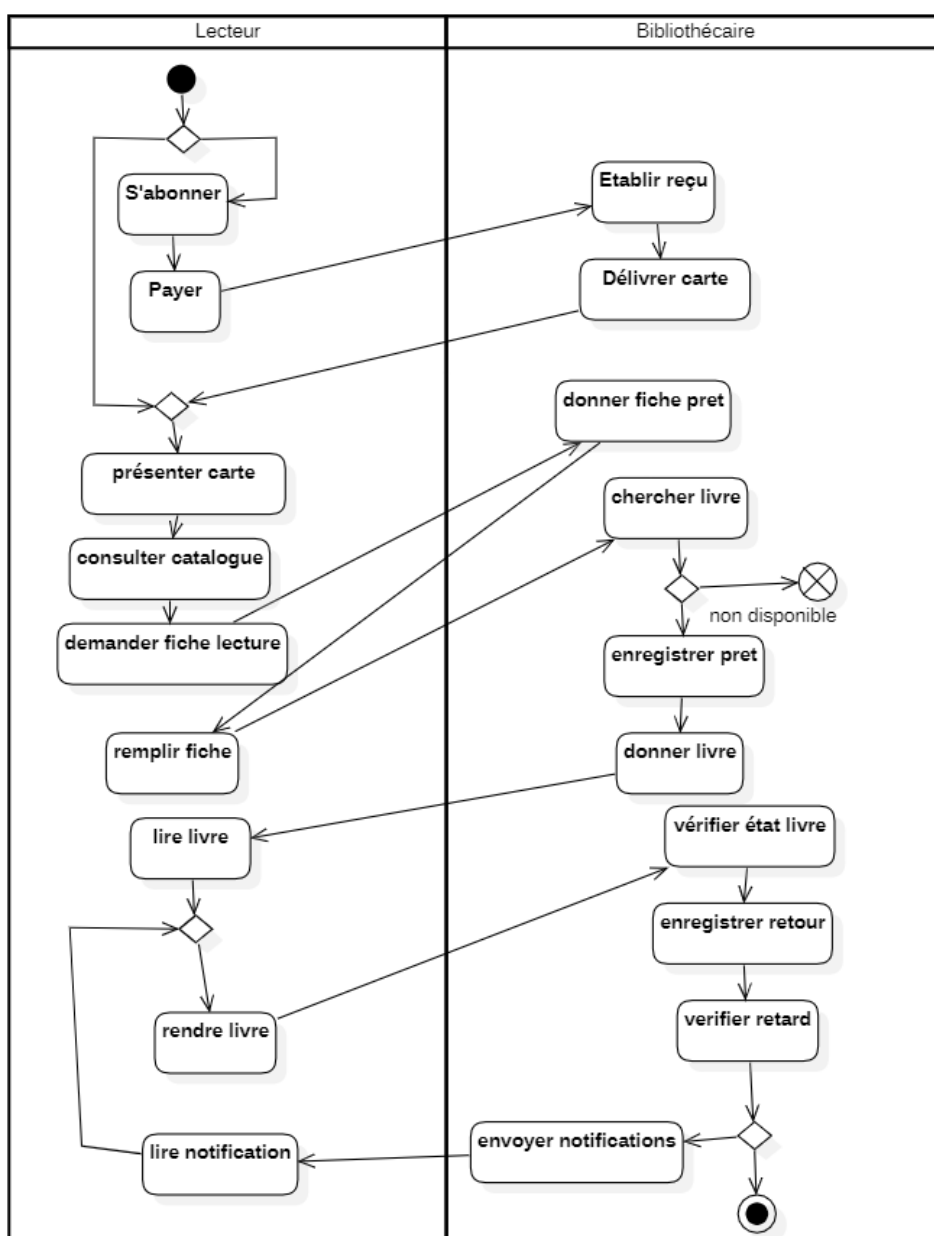 Lecteur
Bibliothécaire
S'abonner
Etablir reçu
Payer
Délivrer carte
donner fiche pret
présenter carte
chercher livre
consulter catalogue
non disponible
demander fiche lecture
enregistrer pret
remplir fiche
donner livre
lire livre
vérifier état livre
enregistrer retour
rendre livre
verifier retard
envoyer notifications
lire notification